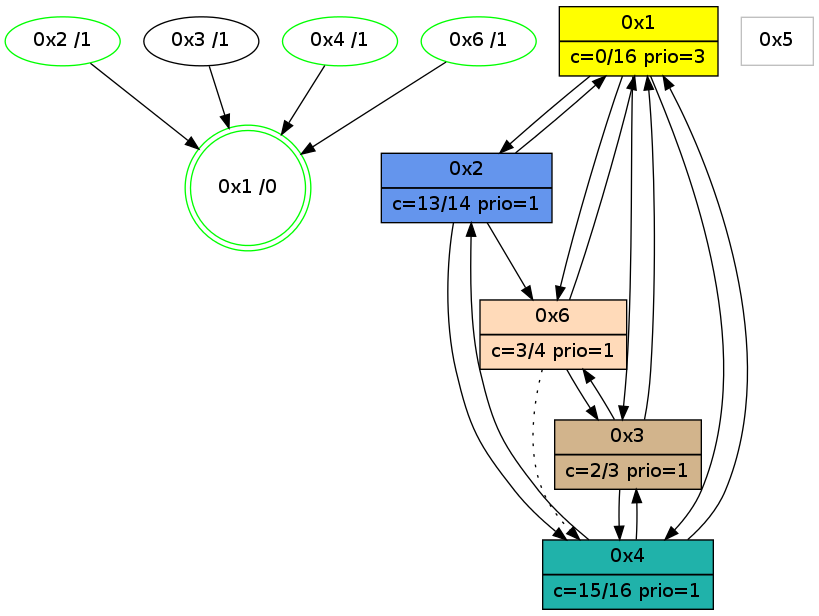 0x2 /1
0x3 /1
0x4 /1
0x6 /1
0x1
c=0/16 prio=3
0x5
0x1 /0
0x2
c=13/14 prio=1
0x6
c=3/4 prio=1
0x3
c=2/3 prio=1
0x4
c=15/16 prio=1